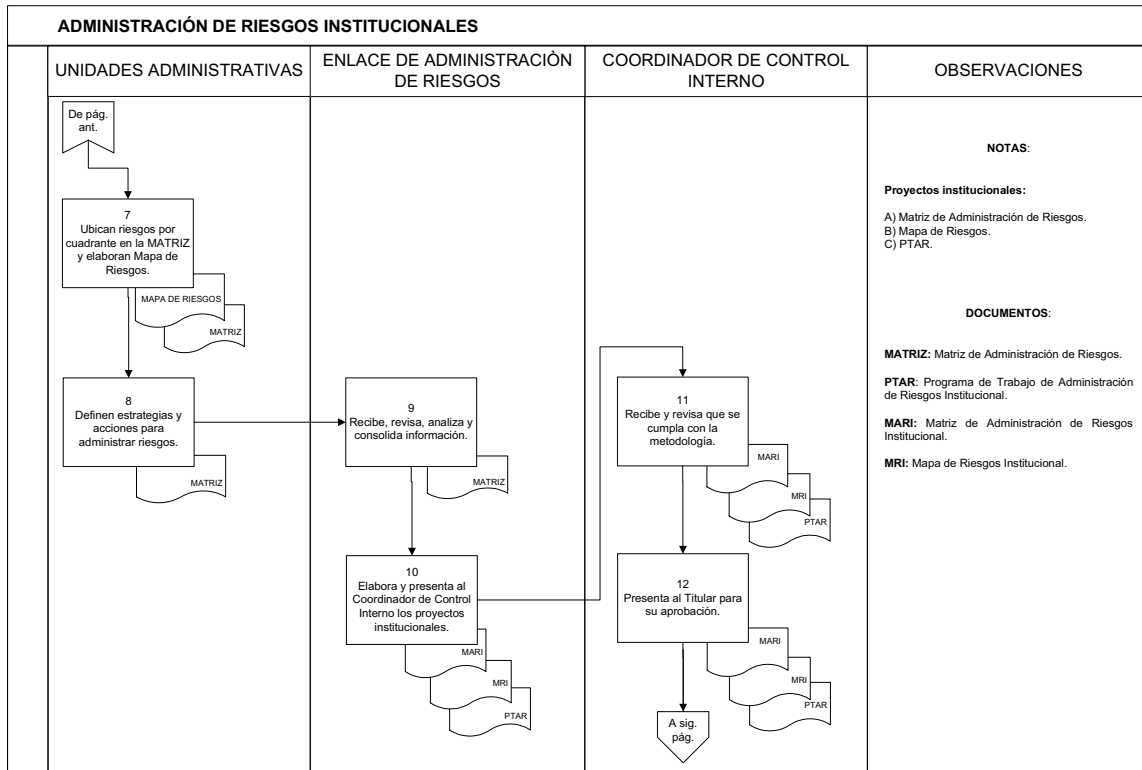 ADMINISTRACIÓN DE RIESGOS INSTITUCIONALES
UNIDADES ADMINISTRATIVAS
ENLACE DE ADMINISTRACIÒN
DE RIESGOS
COORDINADOR DE CONTROL
INTERNO
OBSERVACIONES
De pág.
ant.
7
Ubican riesgos por
cuadrante en la MATRIZ
y elaboran Mapa de
Riesgos.
MAPA DE RIESGOS
MATRIZ
8
Definen estrategias y
acciones para
administrar riesgos.
MATRIZ
9
Recibe, revisa, analiza y
consolida información.
MATRIZ
10
Elabora y presenta al
Coordinador de Control
Interno los proyectos
institucionales.
MARI
MRI
PTAR
11
Recibe y revisa que se
cumpla con la
metodología.
MARI
MRI
PTAR
12
Presenta al Titular para
su aprobación.
MARI
MRI
PTAR
A sig.
pág.
NOTAS:
Proyectos institucionales:
A) Matriz de Administración de Riesgos.
B) Mapa de Riesgos.
C) PTAR.
DOCUMENTOS:
MATRIZ: Matriz de Administración de Riesgos.
PTAR: Programa de Trabajo de Administración
de Riesgos Institucional.
MARI: Matriz de Administración de Riesgos
Institucional.
MRI: Mapa de Riesgos Institucional.